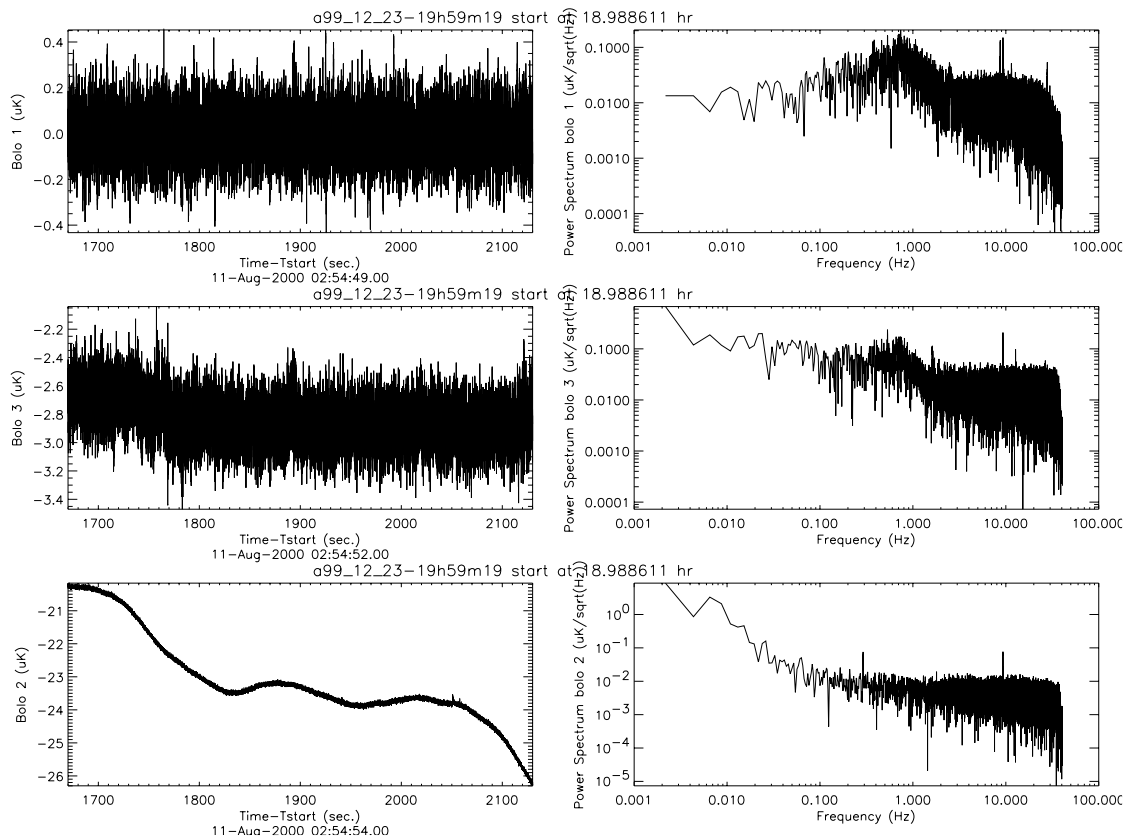 a99_12_23-19h59m19 start at 18.988611 hr
Bolo 1 (uK)
0.4
0.2
0.0
-0.2
-0.4
1700 1800 1900 2000 2100
Time-Tstart (sec.)
11-Aug-2000 02:54:49.00
Power Spectrum bolo 1 (uK/sqrt(Hz))
0.1000
0.0100
0.0010
0.0001
0.001 0.010 0.100 1.000 10.000 100.000
Frequency (Hz)
a99_12_23-19h59m19 start at 18.988611 hr
Bolo 3 (uK)
-2.2
-2.4
-2.6
-2.8
-3.0
-3.2
-3.4
1700 1800 1900 2000 2100
Time-Tstart (sec.)
11-Aug-2000 02:54:52.00
Power Spectrum bolo 3 (uK/sqrt(Hz))
0.1000
0.0100
0.0010
0.0001
0.001 0.010 0.100 1.000 10.000 100.000
Frequency (Hz)
a99_12_23-19h59m19 start at 18.988611 hr
Bolo 2 (uK)
-21
-22
-23
-24
-25
-26
1700 1800 1900 2000 2100
Time-Tstart (sec.)
11-Aug-2000 02:54:54.00
Power Spectrum bolo 2 (uK/sqrt(Hz))
10⁰
10⁻¹
10⁻²
10⁻³
10⁻⁴
10⁻⁵
0.001 0.010 0.100 1.000 10.000 100.000
Frequency (Hz)